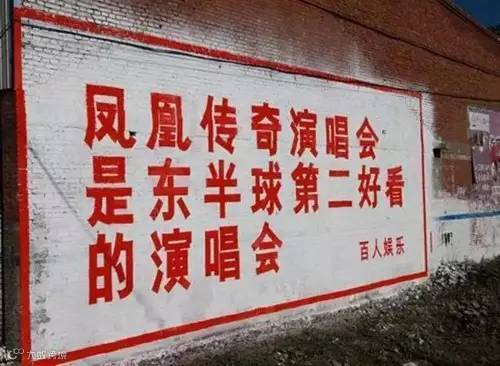 凤凰传奇演唱会
是东半球第二好看
的演唱会
百人娱乐